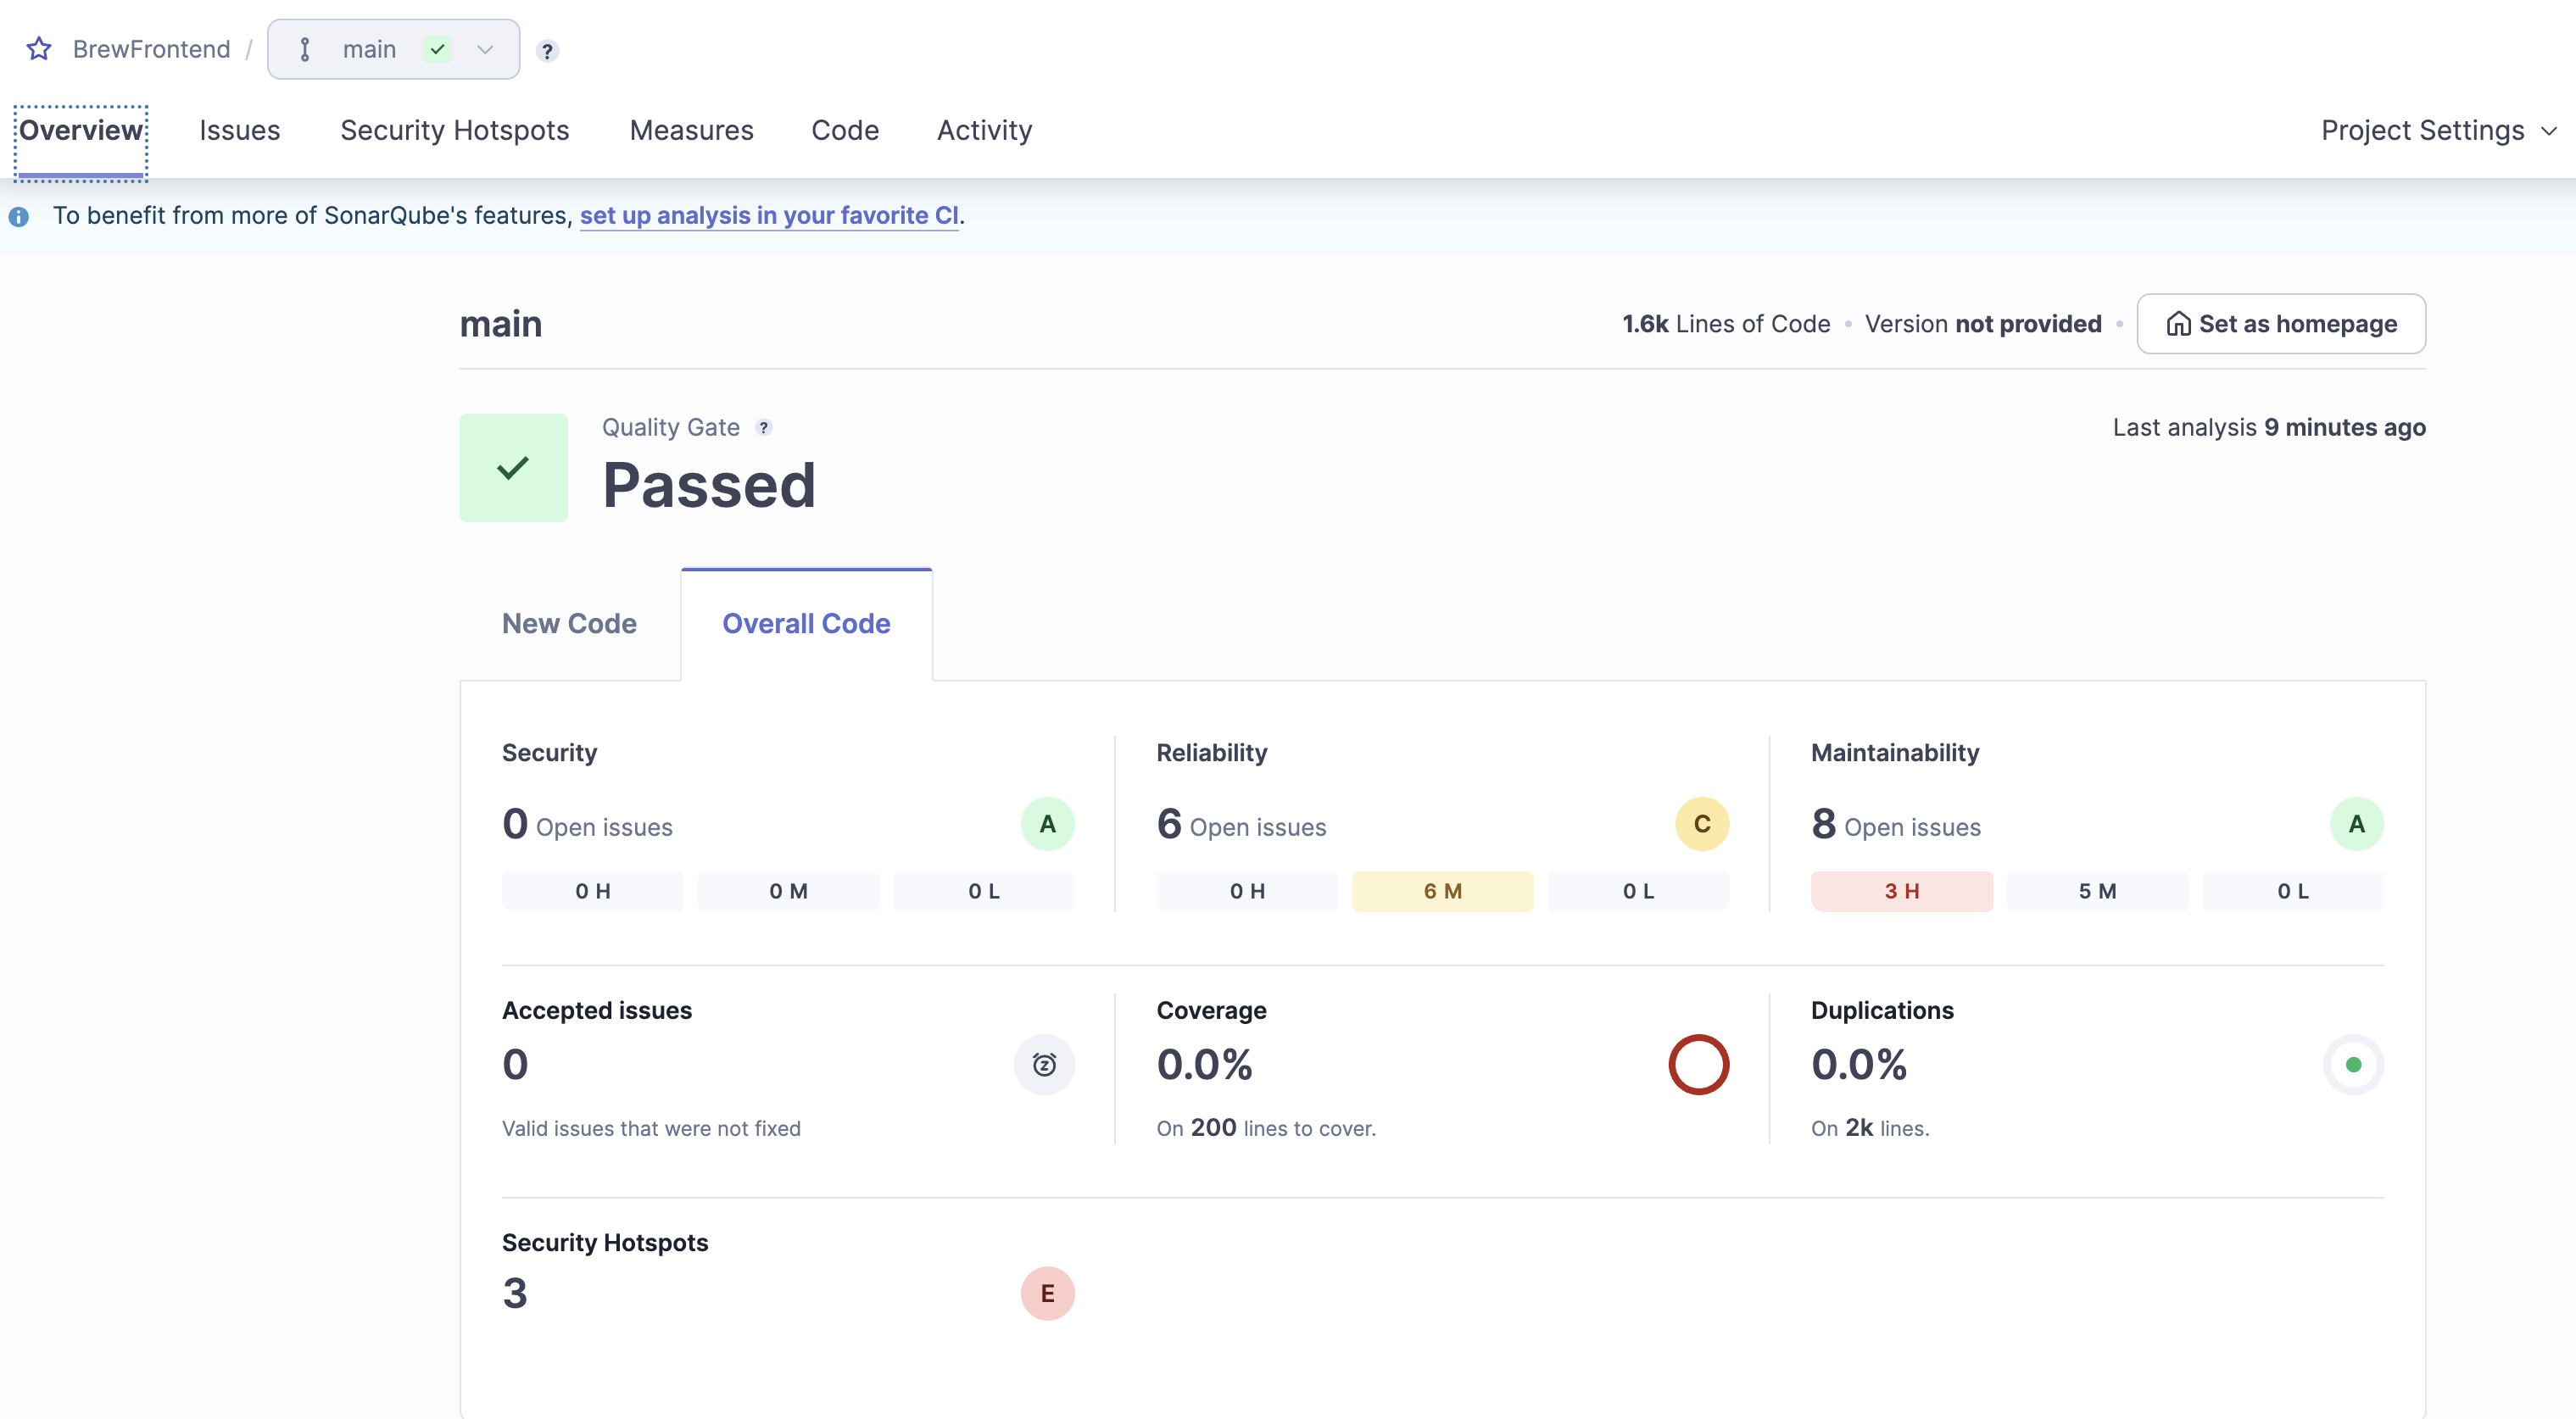 BrewFrontend / main ?
Overview Issues Security Hotspots Measures Code Activity Project Settings
To benefit from more of SonarQube's features, set up analysis in your favorite CI.
main 1.6k Lines of Code • Version not provided • Set as homepage
Quality Gate ? Last analysis 9 minutes ago
Passed
New Code Overall Code
Security Reliability Maintainability
0 Open issues A 6 Open issues C 8 Open issues A
0 H 0 M 0 L 0 H 6 M 0 L 3 H 5 M 0 L
Accepted issues Coverage Duplications
0 0.0% 0.0%
Valid issues that were not fixed On 200 lines to cover. On 2k lines.
Security Hotspots
3 E